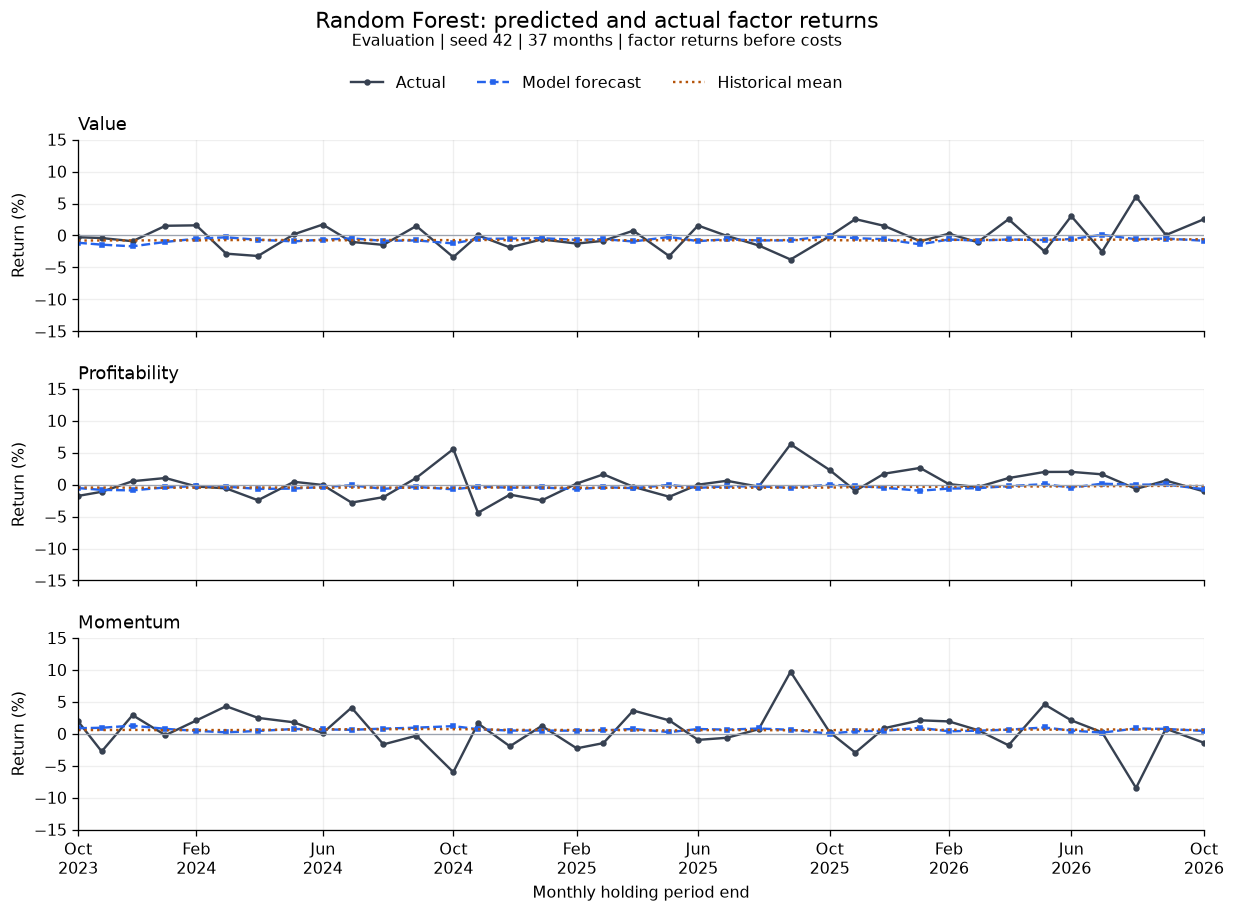 Random Forest: predicted and actual factor returns
Evaluation | seed 42 | 37 months | factor returns before costs
Actual
Model forecast
Historical mean
Value
15
10
5
0
−5
−10
−15
Return (%)
Profitability
15
10
5
0
−5
−10
−15
Return (%)
Momentum
15
10
5
0
−5
−10
−15
Return (%)
Oct 2023
Feb 2024
Jun 2024
Oct 2024
Feb 2025
Jun 2025
Oct 2025
Feb 2026
Jun 2026
Oct 2026
Monthly holding period end